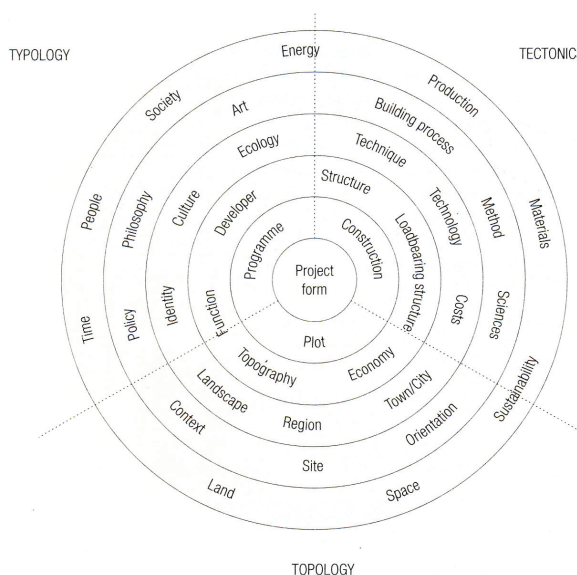 TYPOLOGY
TECTONIC
Energy
Society
Production
Art
Building process
Ecology
Technique
People
Philosophy
Culture
Developer
Structure
Technology
Method
Materials
Programme
Construction
Loadbearing structure
Project
form
Time
Policy
Identity
Function
Plot
Costs
Sciences
Topography
Economy
Sustainability
Landscape
Region
Town/City
Context
Site
Orientation
Land
Space
TOPOLOGY